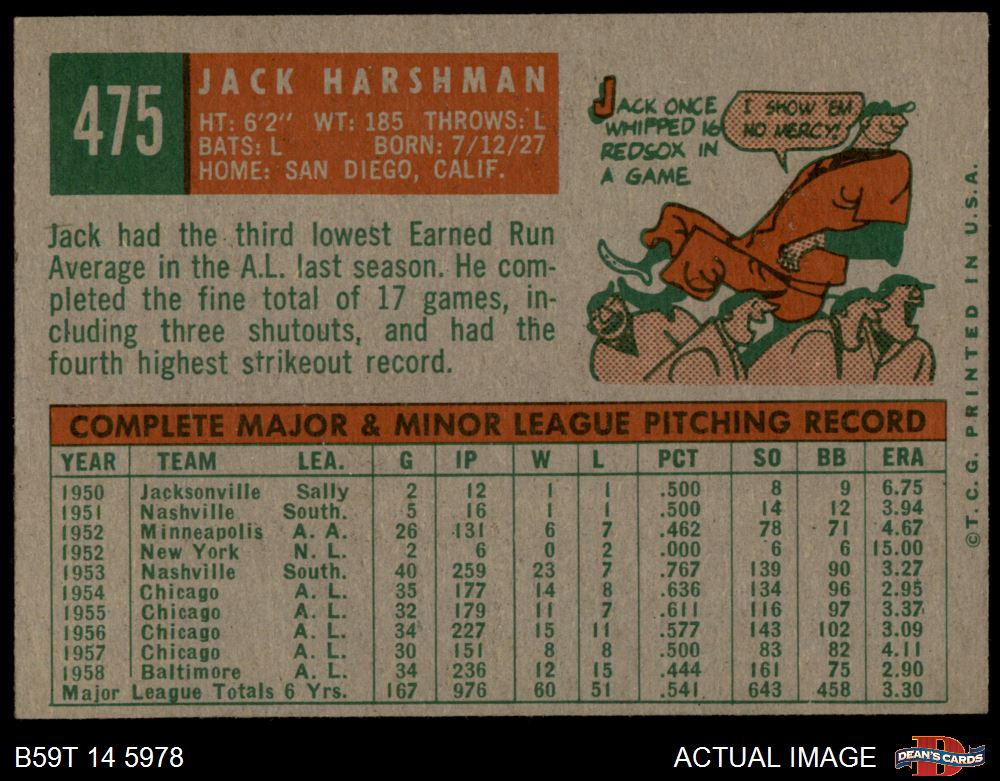 475
JACK HARSHMAN
HT: 6'2" WT: 185 THROWS: L
BATS: L BORN: 7/12/27
HOME: SAN DIEGO, CALIF.
JACK ONCE
WHIPPED 16
REDSOX IN
A GAME
I SHOW 'EM
NO MERCY!
Jack had the third lowest Earned Run
Average in the A.L. last season. He com-
pleted the fine total of 17 games, in-
cluding three shutouts, and had the
fourth highest strikeout record.
©T. C. G. PRINTED IN U.S.A.
COMPLETE MAJOR & MINOR LEAGUE PITCHING RECORD
YEAR TEAM LEA. G IP W L PCT SO BB ERA
1950 Jacksonville Sally 2 12 1 1 .500 8 9 6.75
1951 Nashville South. 5 16 1 1 .500 14 12 3.94
1952 Minneapolis A. A. 26 131 6 7 .462 78 71 4.67
1952 New York N. L. 2 6 0 2 .000 6 6 15.00
1953 Nashville South. 40 259 23 7 .767 139 90 3.27
1954 Chicago A. L. 35 177 14 8 .636 134 96 2.95
1955 Chicago A. L. 32 179 11 7 .611 116 97 3.37
1956 Chicago A. L. 34 227 15 11 .577 143 102 3.09
1957 Chicago A. L. 30 151 8 8 .500 83 82 4.11
1958 Baltimore A. L. 34 236 12 15 .444 161 75 2.90
Major League Totals 6 Yrs. 167 976 60 51 .541 643 458 3.30
B59T 14 5978
ACTUAL IMAGE
D
DEAN'S CARDS